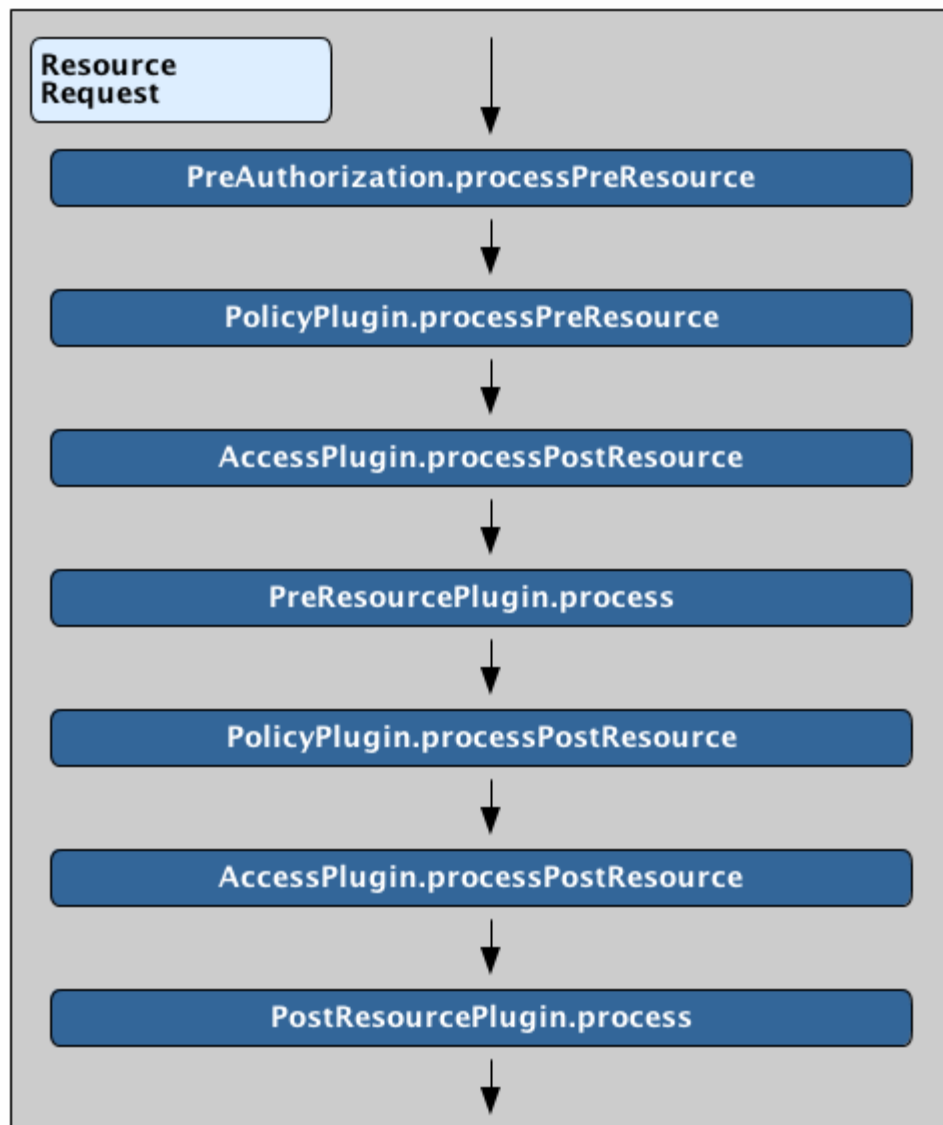 Resource
Request
PreAuthorization.processPreResource
PolicyPlugin.processPreResource
AccessPlugin.processPostResource
PreResourcePlugin.process
PolicyPlugin.processPostResource
AccessPlugin.processPostResource
PostResourcePlugin.process